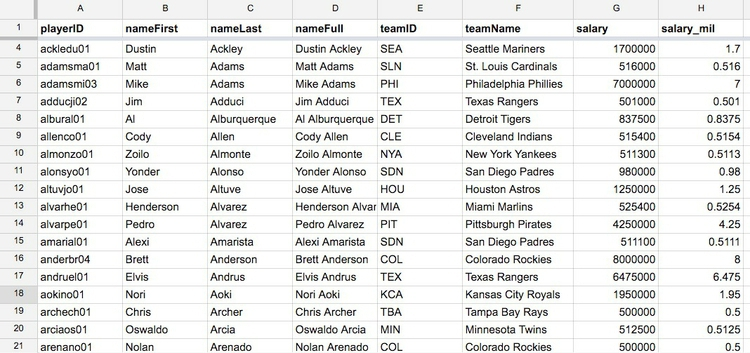 A B C D E F G H
1 playerID nameFirst nameLast nameFull teamID teamName salary salary_mil
4 ackledu01 Dustin Ackley Dustin Ackley SEA Seattle Mariners 1700000 1.7
5 adamsma01 Matt Adams Matt Adams SLN St. Louis Cardinals 516000 0.516
6 adamsmi03 Mike Adams Mike Adams PHI Philadelphia Phillies 7000000 7
7 adducji02 Jim Adduci Jim Adduci TEX Texas Rangers 501000 0.501
8 albural01 Al Alburquerque Al Alburquerque DET Detroit Tigers 837500 0.8375
9 allenco01 Cody Allen Cody Allen CLE Cleveland Indians 515400 0.5154
10 almonzo01 Zoilo Almonte Zoilo Almonte NYA New York Yankees 511300 0.5113
11 alonsyo01 Yonder Alonso Yonder Alonso SDN San Diego Padres 980000 0.98
12 altuvjo01 Jose Altuve Jose Altuve HOU Houston Astros 1250000 1.25
13 alvarhe01 Henderson Alvarez Henderson Alvar MIA Miami Marlins 525400 0.5254
14 alvarpe01 Pedro Alvarez Pedro Alvarez PIT Pittsburgh Pirates 4250000 4.25
15 amarial01 Alexi Amarista Alexi Amarista SDN San Diego Padres 511100 0.5111
16 anderbr04 Brett Anderson Brett Anderson COL Colorado Rockies 8000000 8
17 andruel01 Elvis Andrus Elvis Andrus TEX Texas Rangers 6475000 6.475
18 aokino01 Nori Aoki Nori Aoki KCA Kansas City Royals 1950000 1.95
19 archech01 Chris Archer Chris Archer TBA Tampa Bay Rays 500000 0.5
20 arciaos01 Oswaldo Arcia Oswaldo Arcia MIN Minnesota Twins 512500 0.5125
21 arenano01 Nolan Arenado Nolan Arenado COL Colorado Rockies 500000 0.5